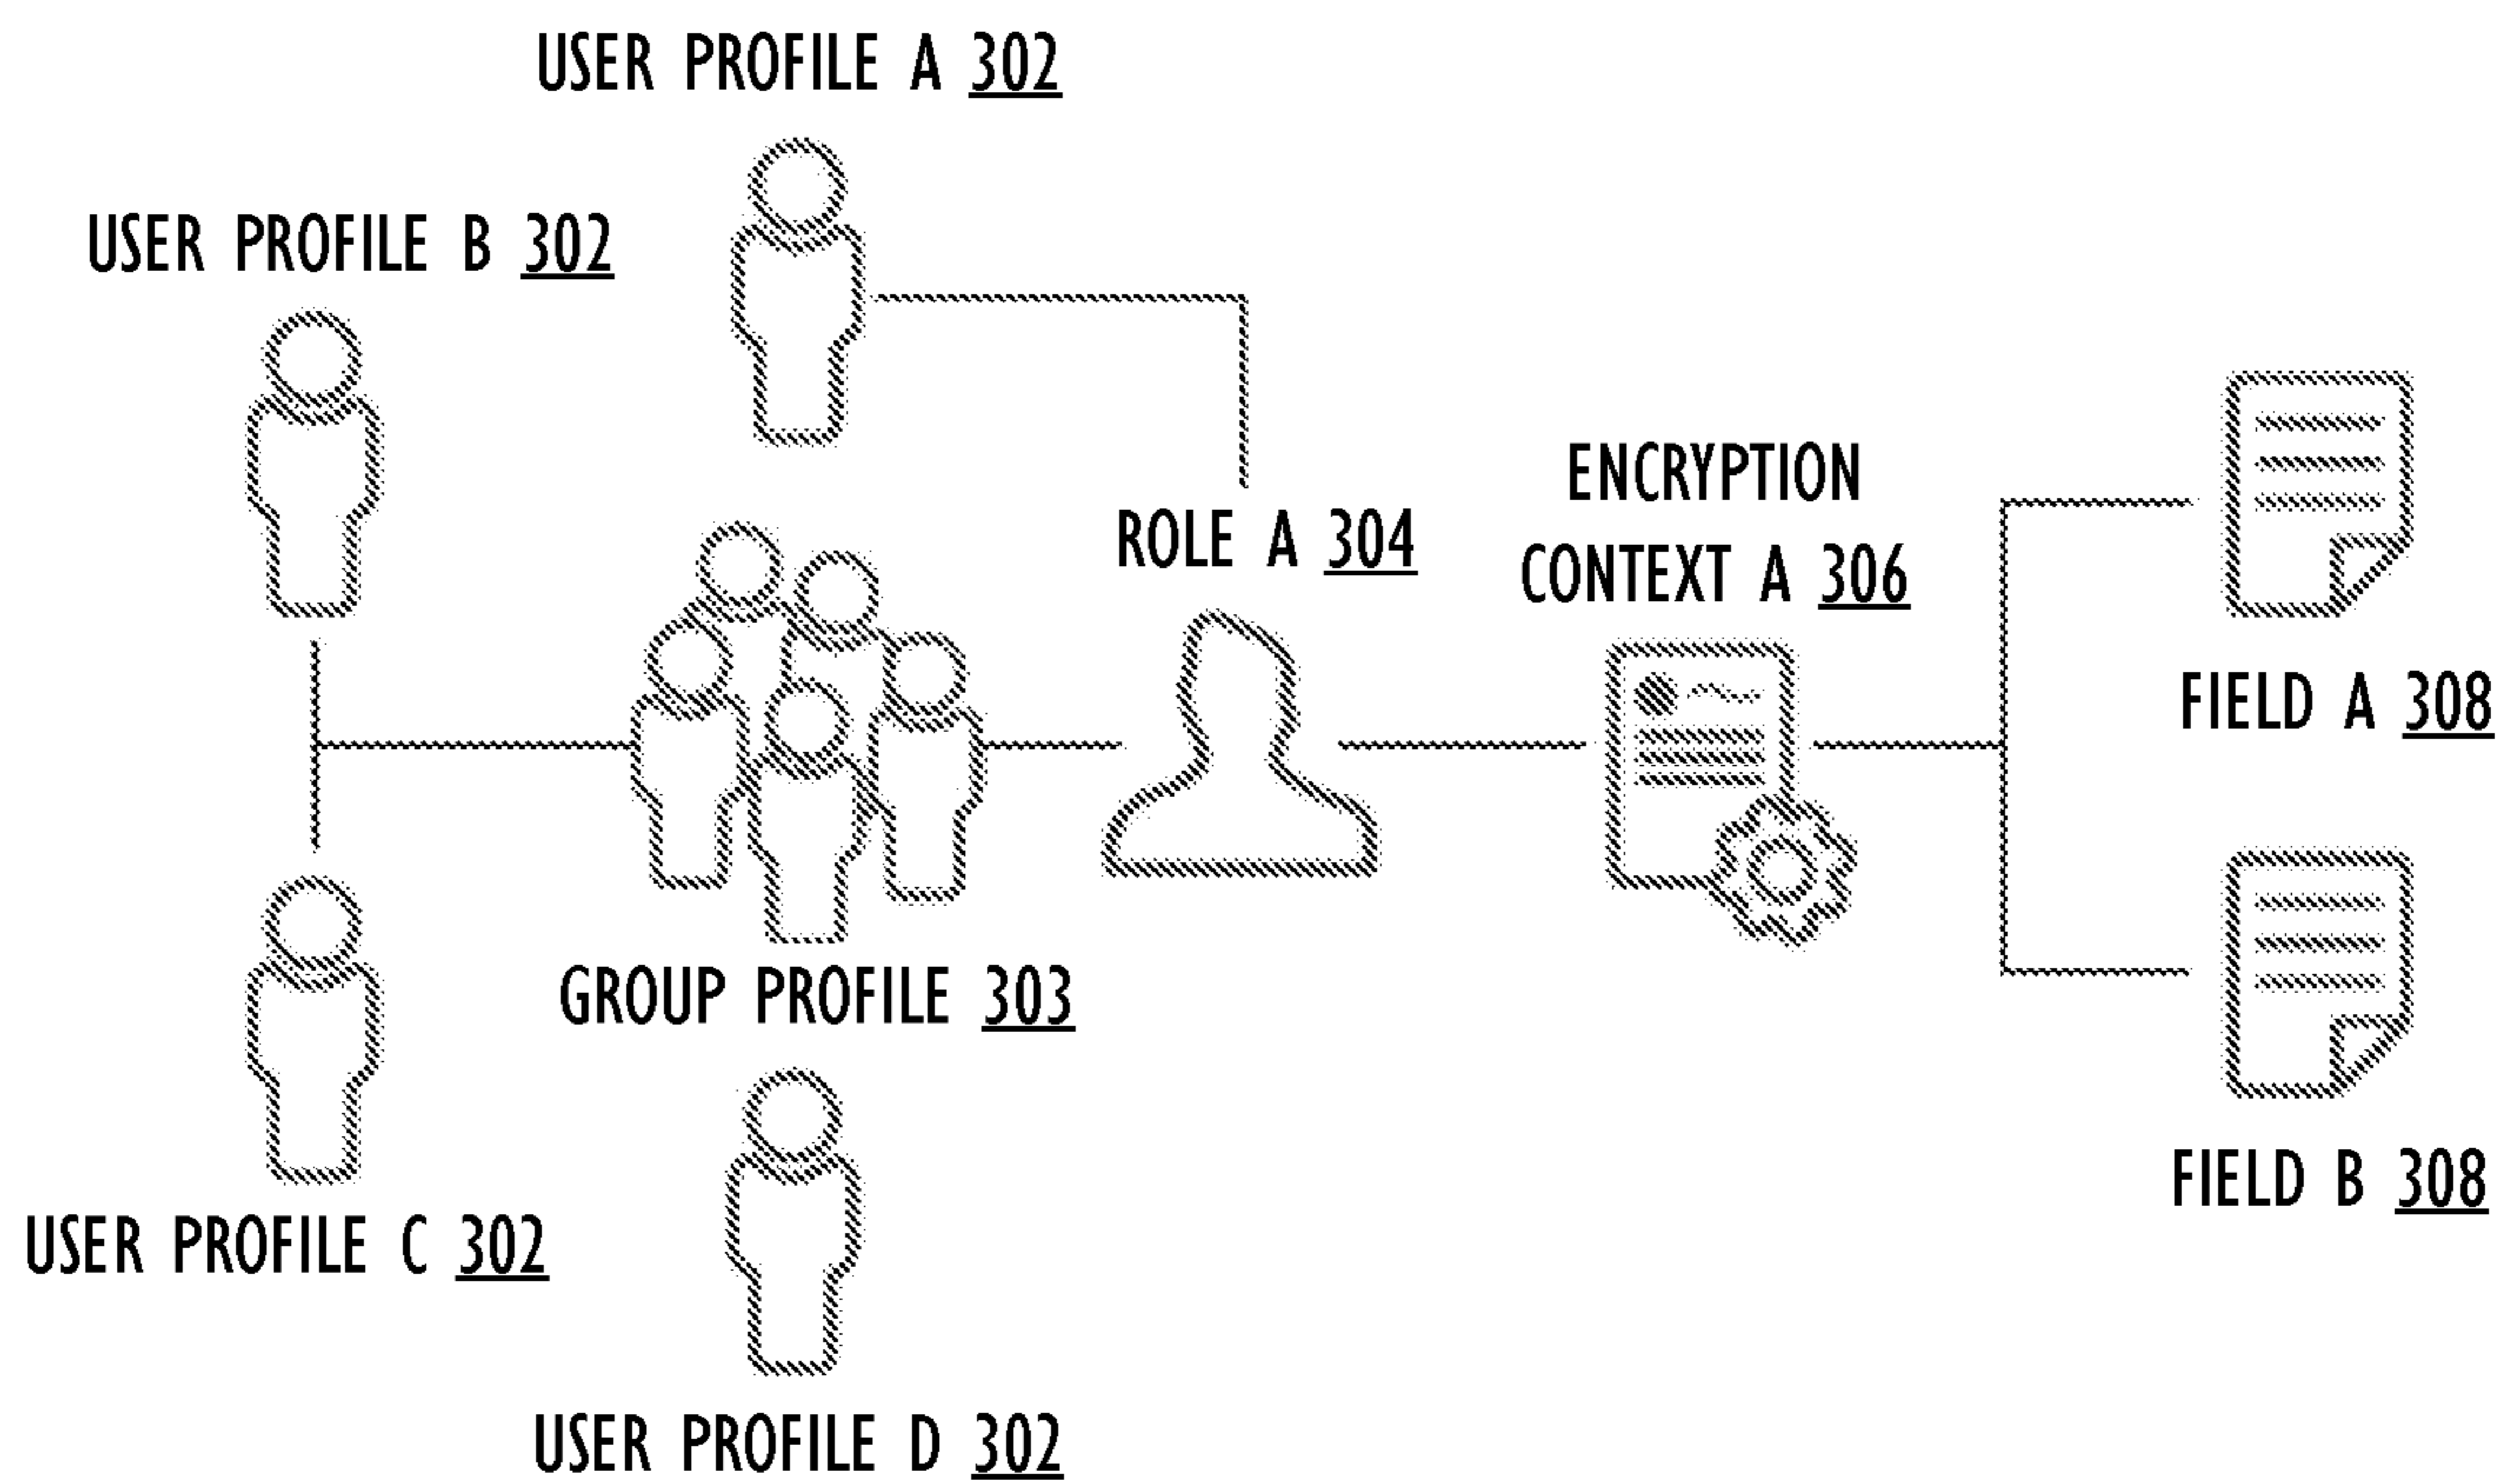 USER PROFILE A 302
USER PROFILE B 302
ENCRYPTION
CONTEXT A 306
ROLE A 304
FIELD A 308
GROUP PROFILE 303
FIELD B 308
USER PROFILE C 302
USER PROFILE D 302